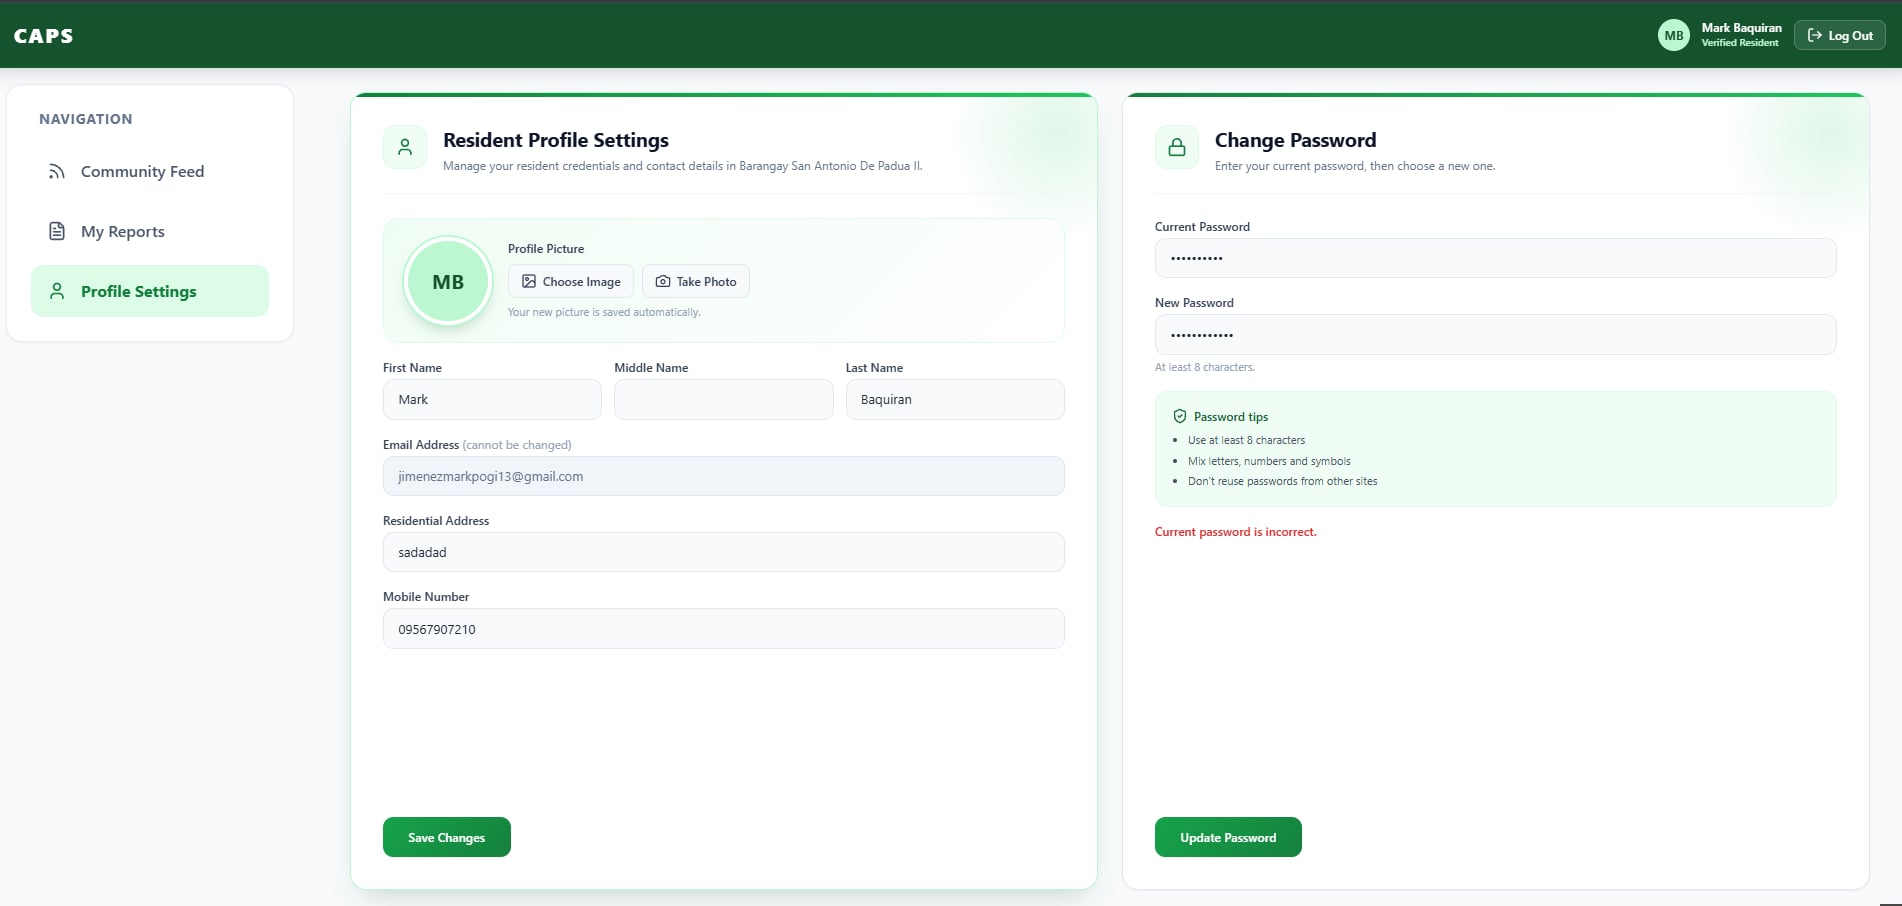 CAPS
MB
Mark Baquiran
Verified Resident
Log Out
NAVIGATION
Community Feed
My Reports
Profile Settings
Resident Profile Settings
Manage your resident credentials and contact details in Barangay San Antonio De Padua II.
MB
Profile Picture
Choose Image
Take Photo
Your new picture is saved automatically.
First Name
Middle Name
Last Name
Mark
Baquiran
Email Address (cannot be changed)
jimenezmarkpogi13@gmail.com
Residential Address
sadadad
Mobile Number
09567907210
Save Changes
Change Password
Enter your current password, then choose a new one.
Current Password
••••••••••
New Password
••••••••••••
At least 8 characters.
Password tips
• Use at least 8 characters
• Mix letters, numbers and symbols
• Don't reuse passwords from other sites
Current password is incorrect.
Update Password